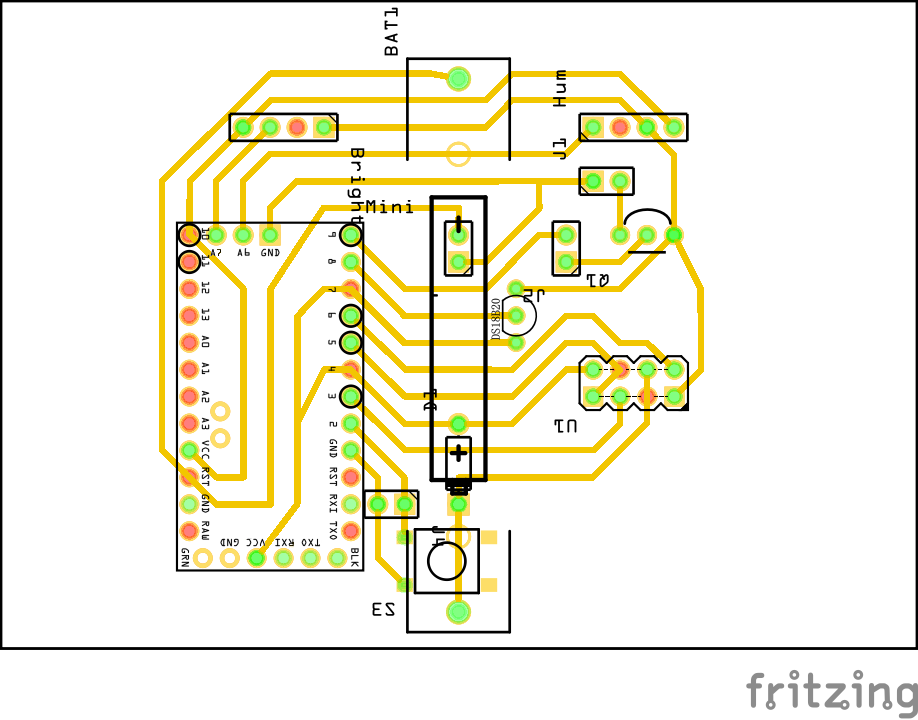 BAT1
Hum
J1
Bright
Mini
10
A7
A6
GND
9
11
8
12
7
J2
Q1
13
6
DS18B20
A0
5
A1
4
A2
3
D1
A3
2
U1
VCC
GND
RST
RST
GND
RXI
RAW
TXO
J4
GRN
GND
VCC
RXI
TXO
BLK
S3
fritzing